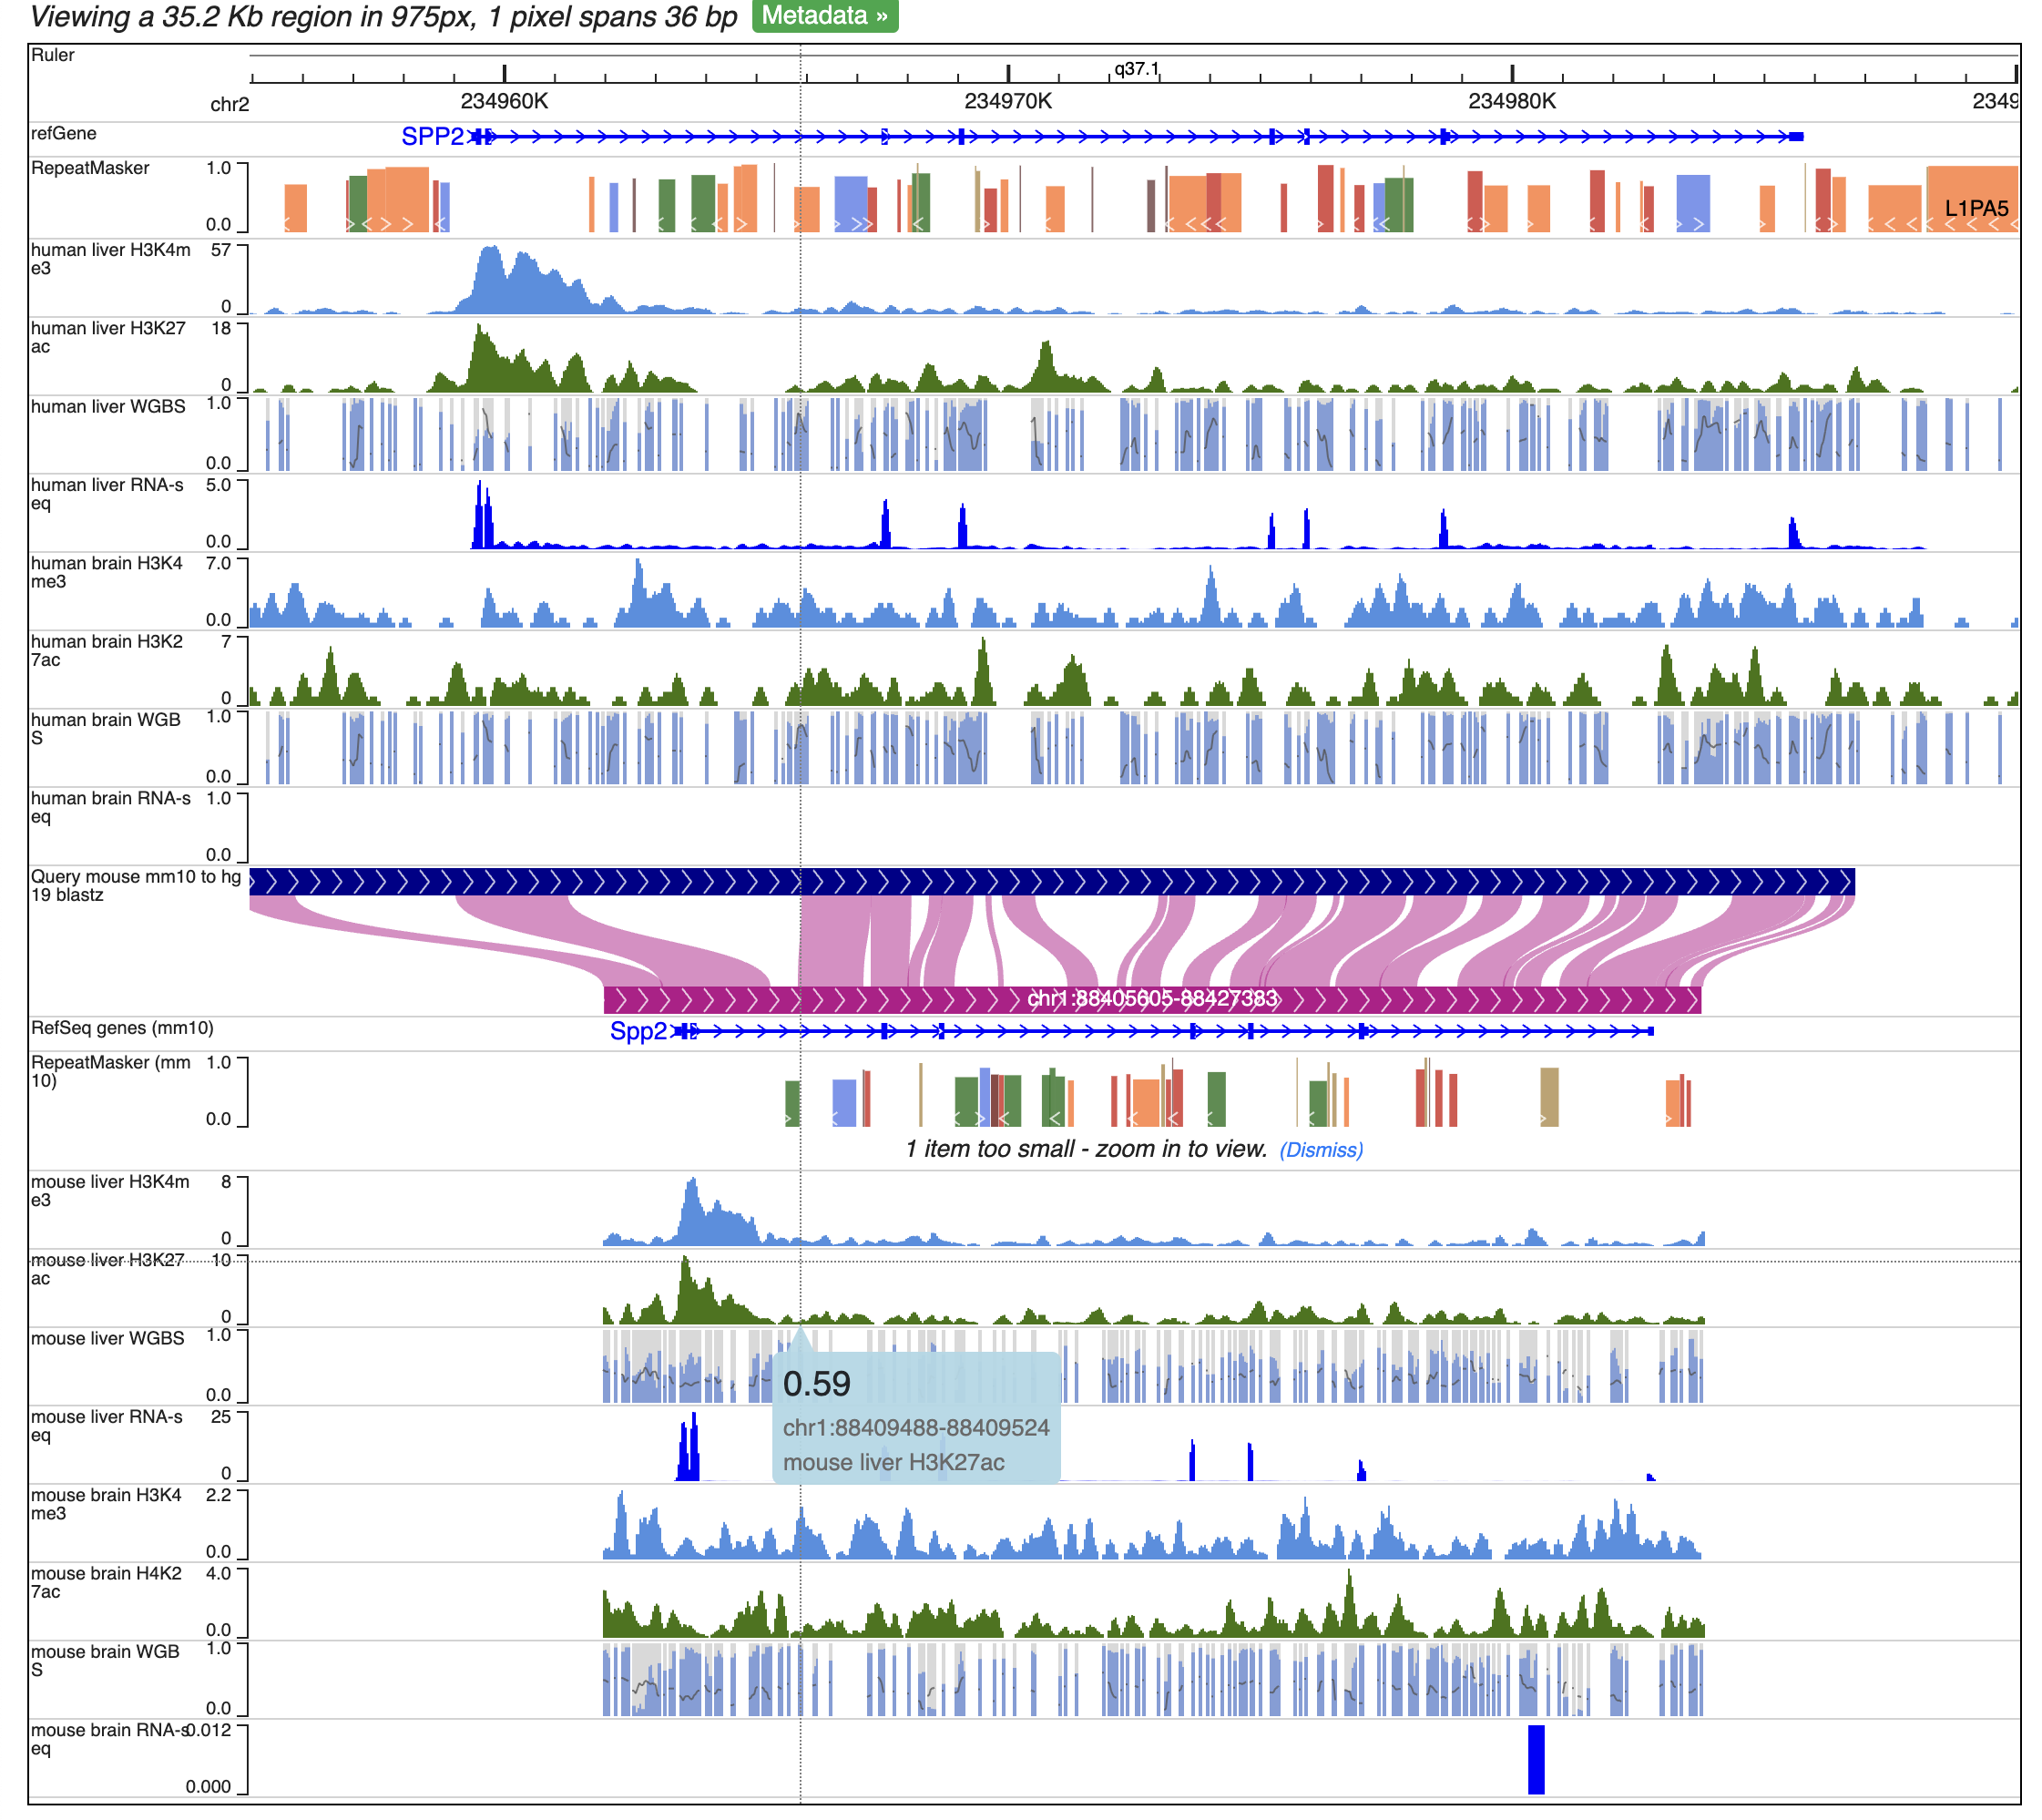 Viewing a 35.2 Kb region in 975px, 1 pixel spans 36 bp Metadata »
Ruler
q37.1
chr2 234960K 234970K 234980K 2349
refGene
SPP2
RepeatMasker 1.0
0.0
L1PA5
human liver H3K4m 57
e3
0
human liver H3K27 18
ac
0
human liver WGBS 1.0
0.0
human liver RNA-s 5.0
eq
0.0
human brain H3K4 7.0
me3
0.0
human brain H3K2 7
7ac
0
human brain WGB 1.0
S
0.0
human brain RNA-s 1.0
eq
0.0
Query mouse mm10 to hg
19 blastz
chr1:88405605-88427383
RefSeq genes (mm10)
Spp2
RepeatMasker (mm 1.0
10)
0.0
1 item too small - zoom in to view. (Dismiss)
mouse liver H3K4m 8
e3
0
mouse liver H3K27 10
ac
0
mouse liver WGBS 1.0
0.0
0.59
chr1:88409488-88409524
mouse liver H3K27ac
mouse liver RNA-s 25
eq
0
mouse brain H3K4 2.2
me3
0.0
mouse brain H4K2 4.0
7ac
0.0
mouse brain WGB 1.0
S
0.0
mouse brain RNA-s 0.012
eq
0.000